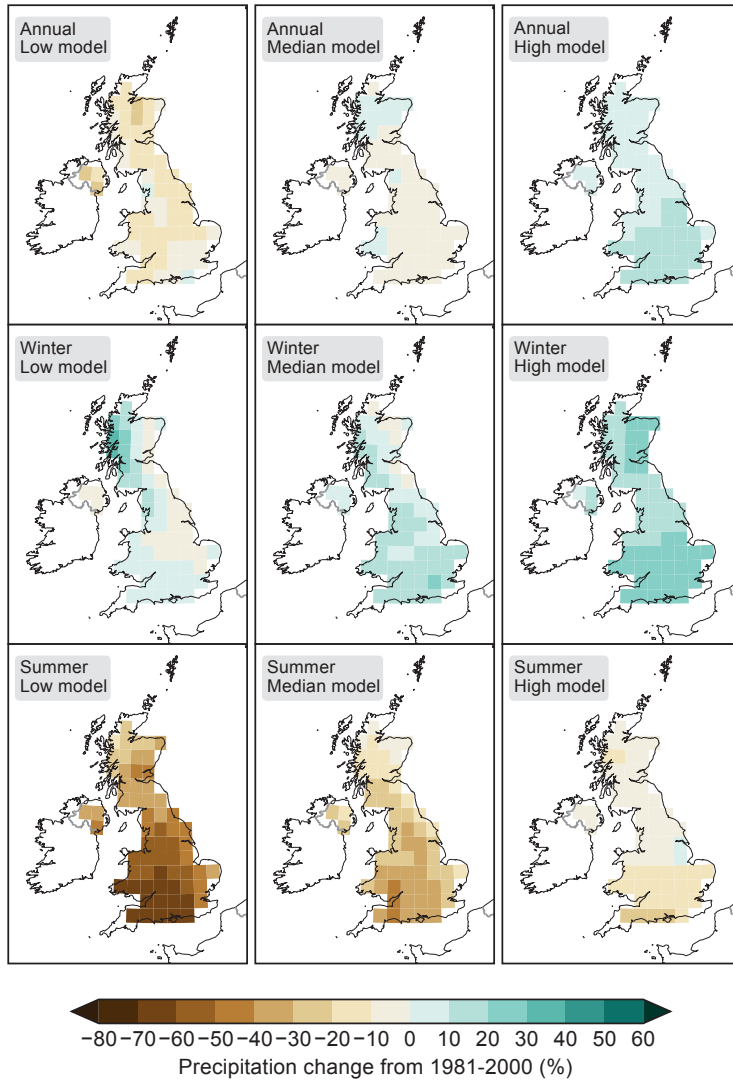 Annual
Low model
Annual
Median model
Annual
High model
Winter
Low model
Winter
Median model
Winter
High model
Summer
Low model
Summer
Median model
Summer
High model
−80 −70 −60 −50 −40 −30 −20 −10 0 10 20 30 40 50 60
Precipitation change from 1981-2000 (%)